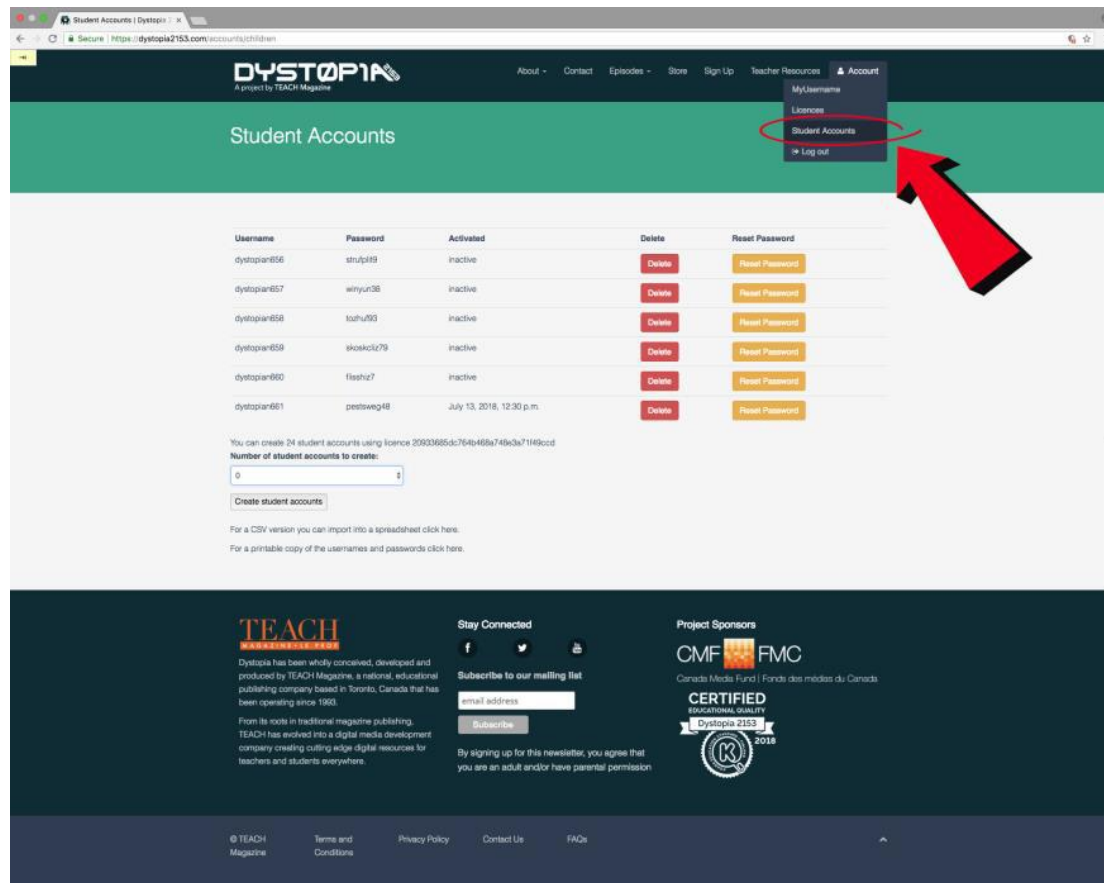 Student Accounts | Dystopia 2
Secure | https://dystopia2153.com/accounts/children
DYSTØP1A
A project by TEACH Magazine
About Contact Episodes Store Sign Up Teacher Resources Account
MyUsername
Licences
Student Accounts
Log out
Student Accounts
Username Password Activated Delete Reset Password
dystopian656 strufplit9 inactive Delete Reset Password
dystopian657 winyun38 inactive Delete Reset Password
dystopian658 tozhuf93 inactive Delete Reset Password
dystopian659 skoskcliz79 inactive Delete Reset Password
dystopian660 flisshiz7 inactive Delete Reset Password
dystopian661 pestsweg48 July 13, 2018, 12:30 p.m. Delete Reset Password
You can create 24 student accounts using licence
Number of student accounts to create:
0
Create student accounts
For a CSV version you can import into a spreadsheet click here.
For a printable copy of the usernames and passwords click here.
TEACH
MAGAZINE • LE PROF
Dystopia has been wholly conceived, developed and
produced by TEACH Magazine, a national, educational
publishing company based in Toronto, Canada that has
been operating since 1993.
From its roots in traditional magazine publishing,
TEACH has evolved into a digital media development
company creating cutting edge digital resources for
teachers and students everywhere.
Stay Connected
Subscribe to our mailing list
email address
Subscribe
By signing up for this newsletter, you agree that
you are an adult and/or have parental permission
Project Sponsors
CMF FMC
Canada Media Fund | Fonds des médias du Canada
CERTIFIED
EDUCATIONAL QUALITY
Dystopia 2153
2018
K
© TEACH
Magazine
Terms and
Conditions
Privacy Policy
Contact Us
FAQs